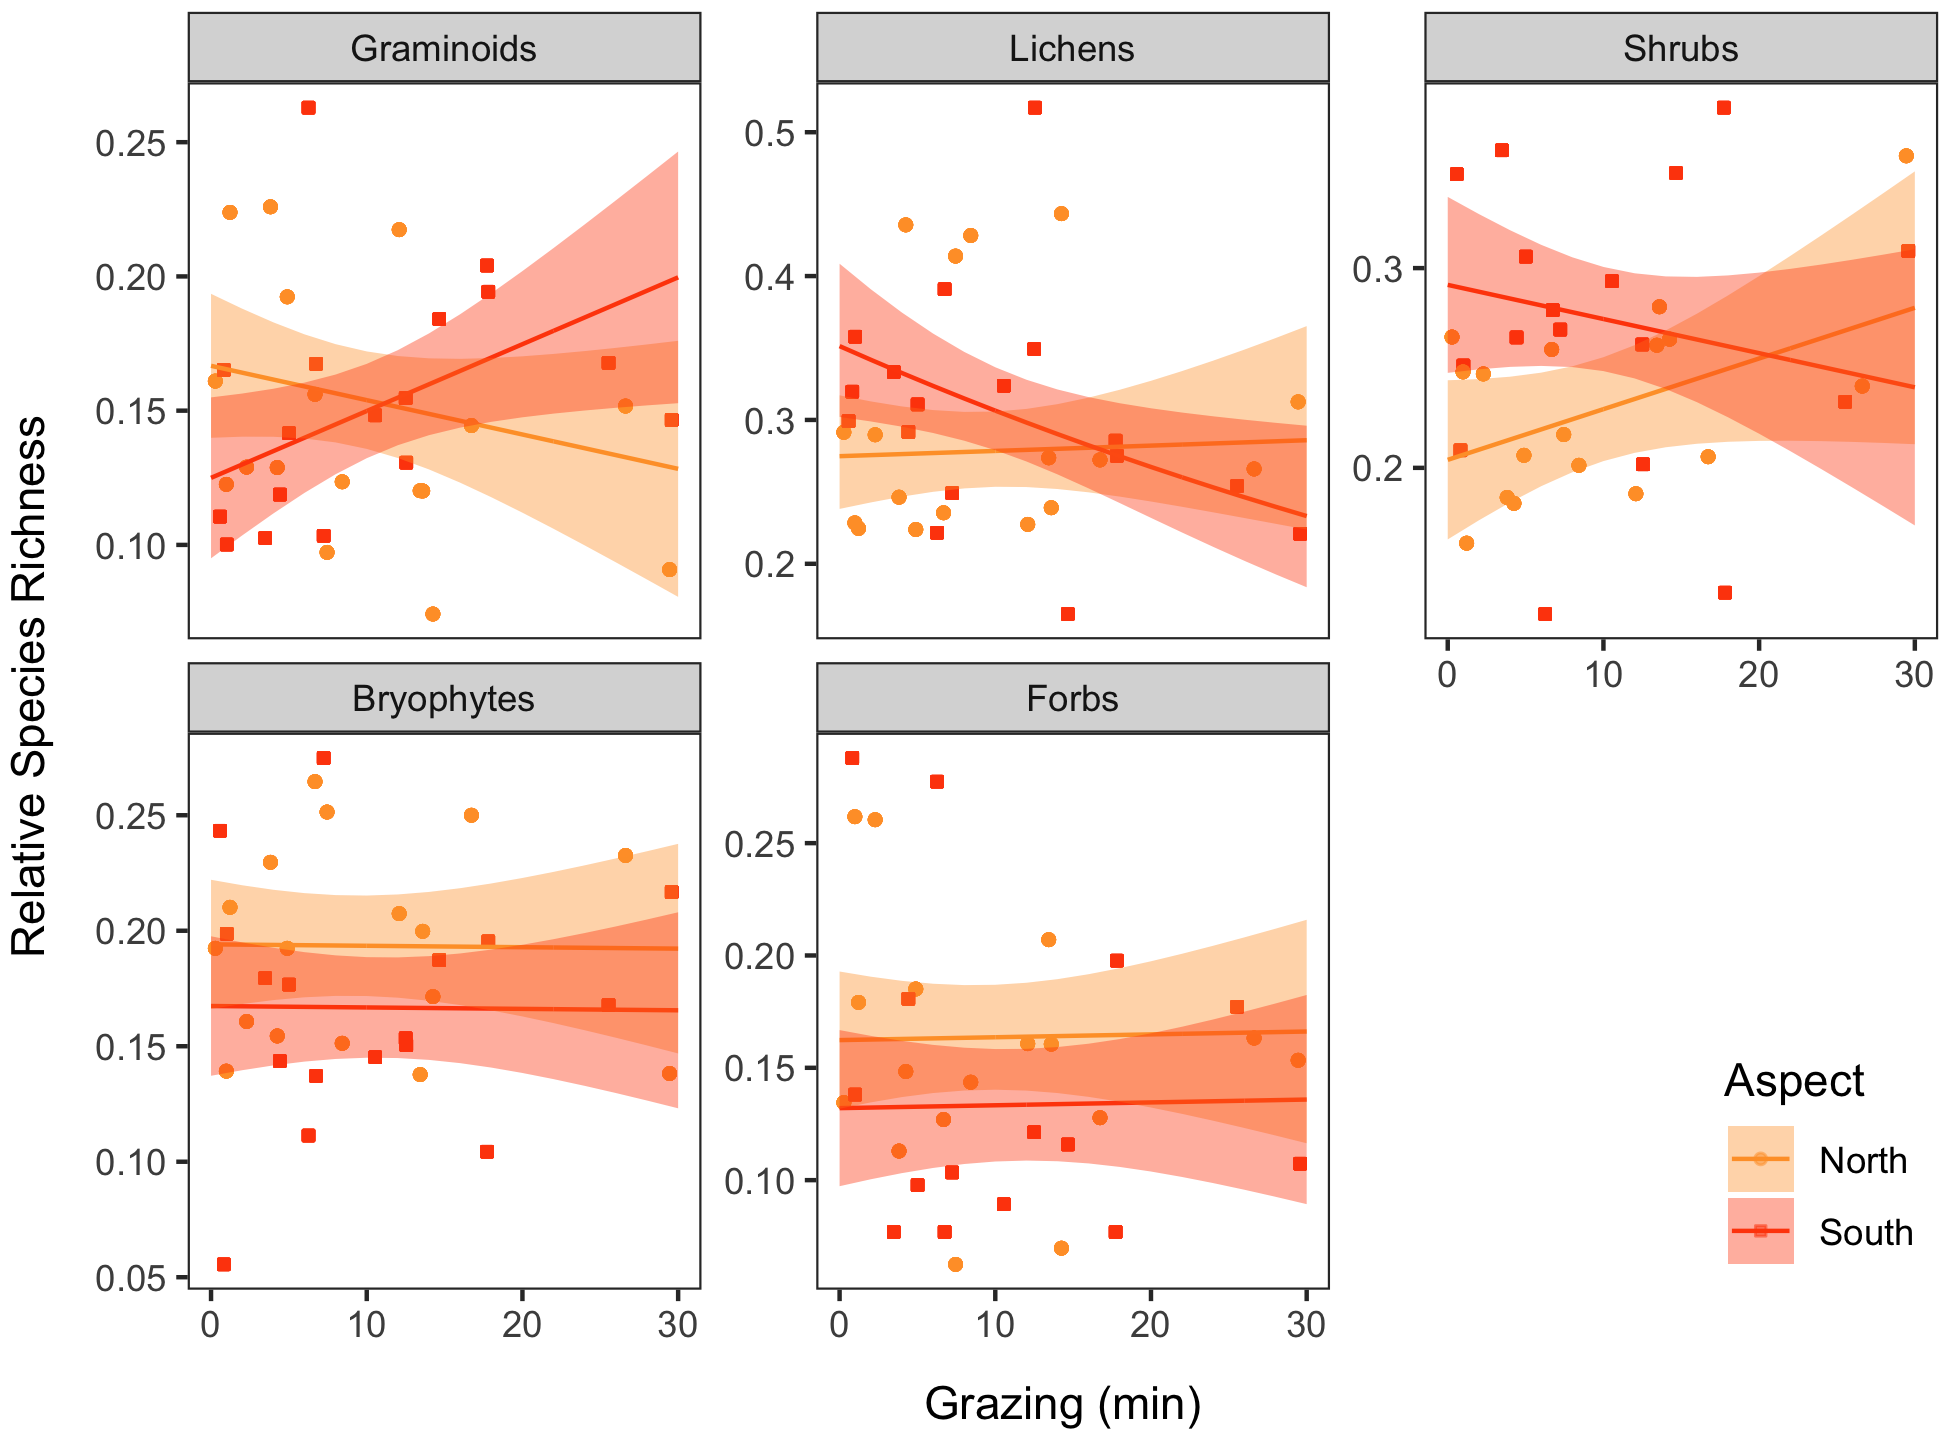 Graminoids
Lichens
Shrubs
0.25
0.20
0.15
0.10
0.5
0.4
0.3
0.2
0.3
0.2
0 10 20 30
Relative Species Richness
Bryophytes
Forbs
0.25
0.20
0.15
0.10
0.05
0.25
0.20
0.15
0.10
0 10 20 30
0 10 20 30
Grazing (min)
Aspect
North
South